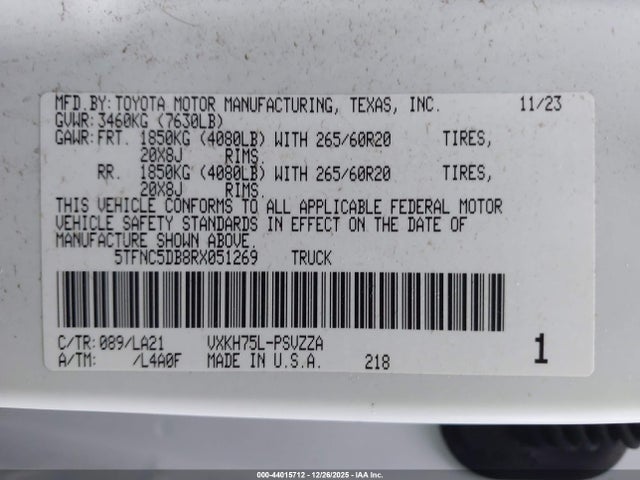 MFD.BY: TOYOTA MOTOR MANUFACTURING, TEXAS, INC. 11/23
GVWR: 3460KG (7630LB)
GAWR: FRT. 1850KG (4080LB) WITH 265/60R20 TIRES,
20X8J RIMS.
RR. 1850KG (4080LB) WITH 265/60R20 TIRES,
20X8J RIMS.
THIS VEHICLE CONFORMS TO ALL APPLICABLE FEDERAL MOTOR
VEHICLE SAFETY STANDARDS IN EFFECT ON THE DATE OF
MANUFACTURE SHOWN ABOVE.
5TFNC5DB8RX051269 TRUCK
C/TR: 089/LA21 VXKH75L-PSVZZA 1
A/TM: /L4A0F MADE IN U.S.A. 218
000-44015712 - 12/26/2025 - IAA Inc.